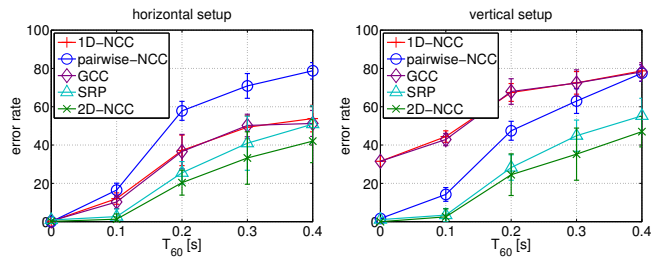 horizontal setup
vertical setup
100
80
60
40
20
0
error rate
1D−NCC
pairwise−NCC
GCC
SRP
2D−NCC
0
0.1
0.2
0.3
0.4
T60 [s]
100
80
60
40
20
0
error rate
1D−NCC
pairwise−NCC
GCC
SRP
2D−NCC
0
0.1
0.2
0.3
0.4
T60 [s]